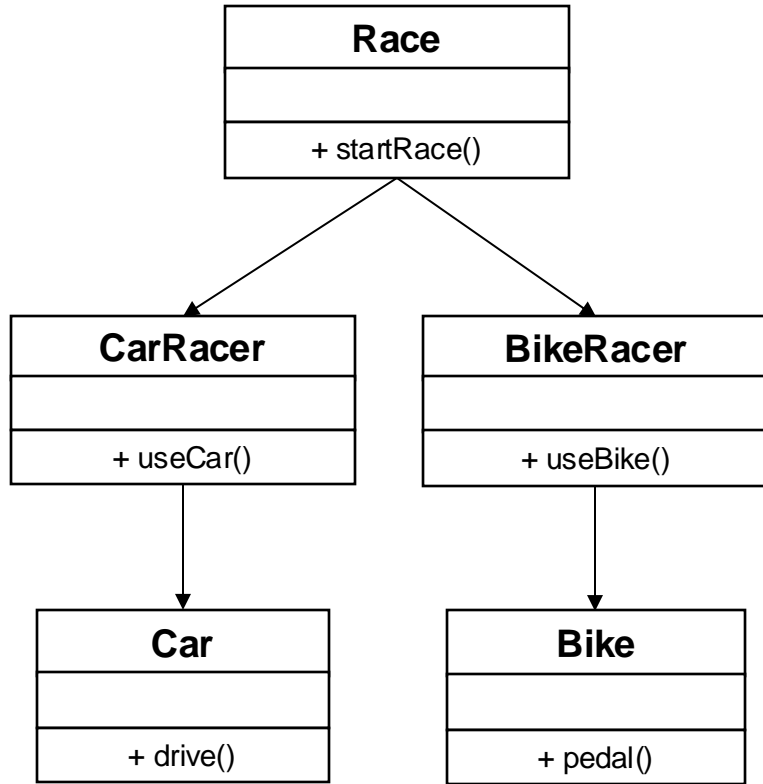 Race
+ startRace()
CarRacer
+ useCar()
BikeRacer
+ useBike()
Car
+ drive()
Bike
+ pedal()